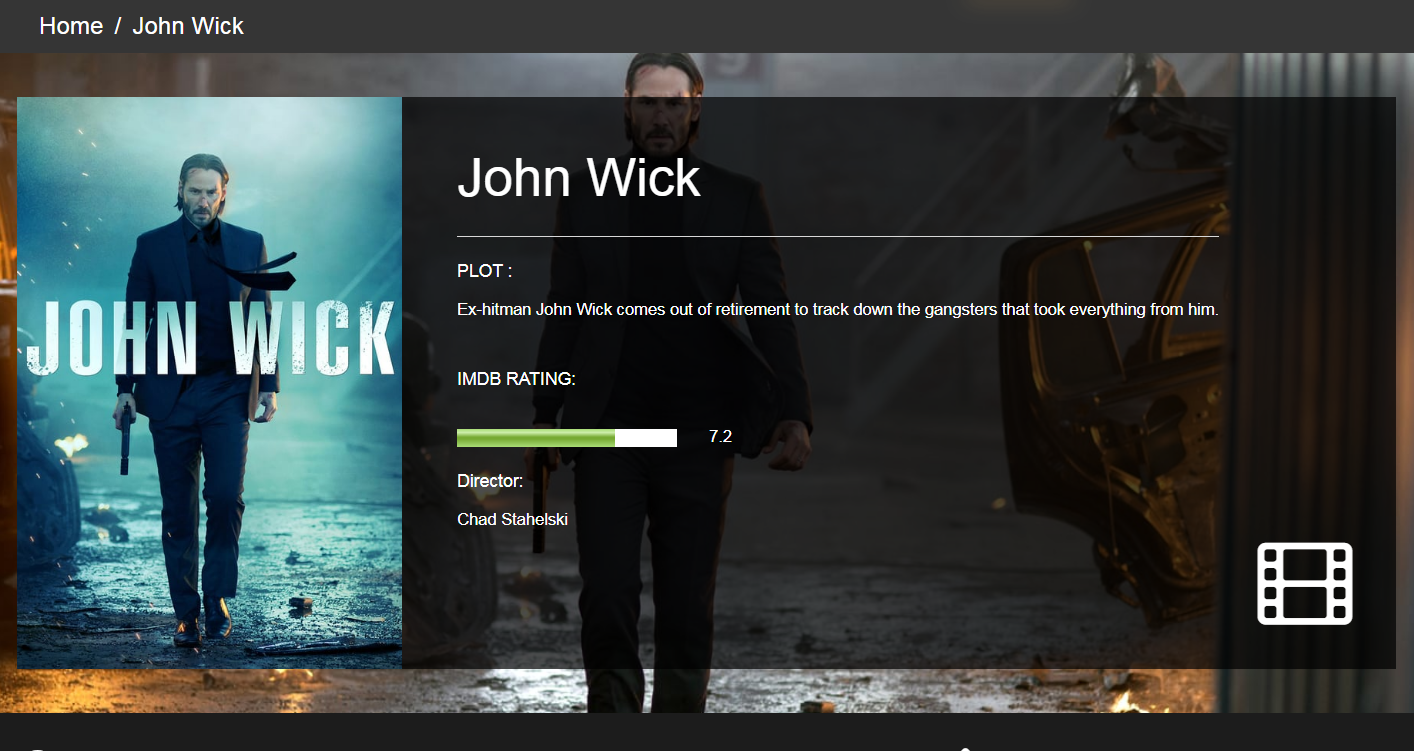 Home / John Wick
JOHN WICK
John Wick
PLOT :
Ex-hitman John Wick comes out of retirement to track down the gangsters that took everything from him.
IMDB RATING:
7.2
Director:
Chad Stahelski